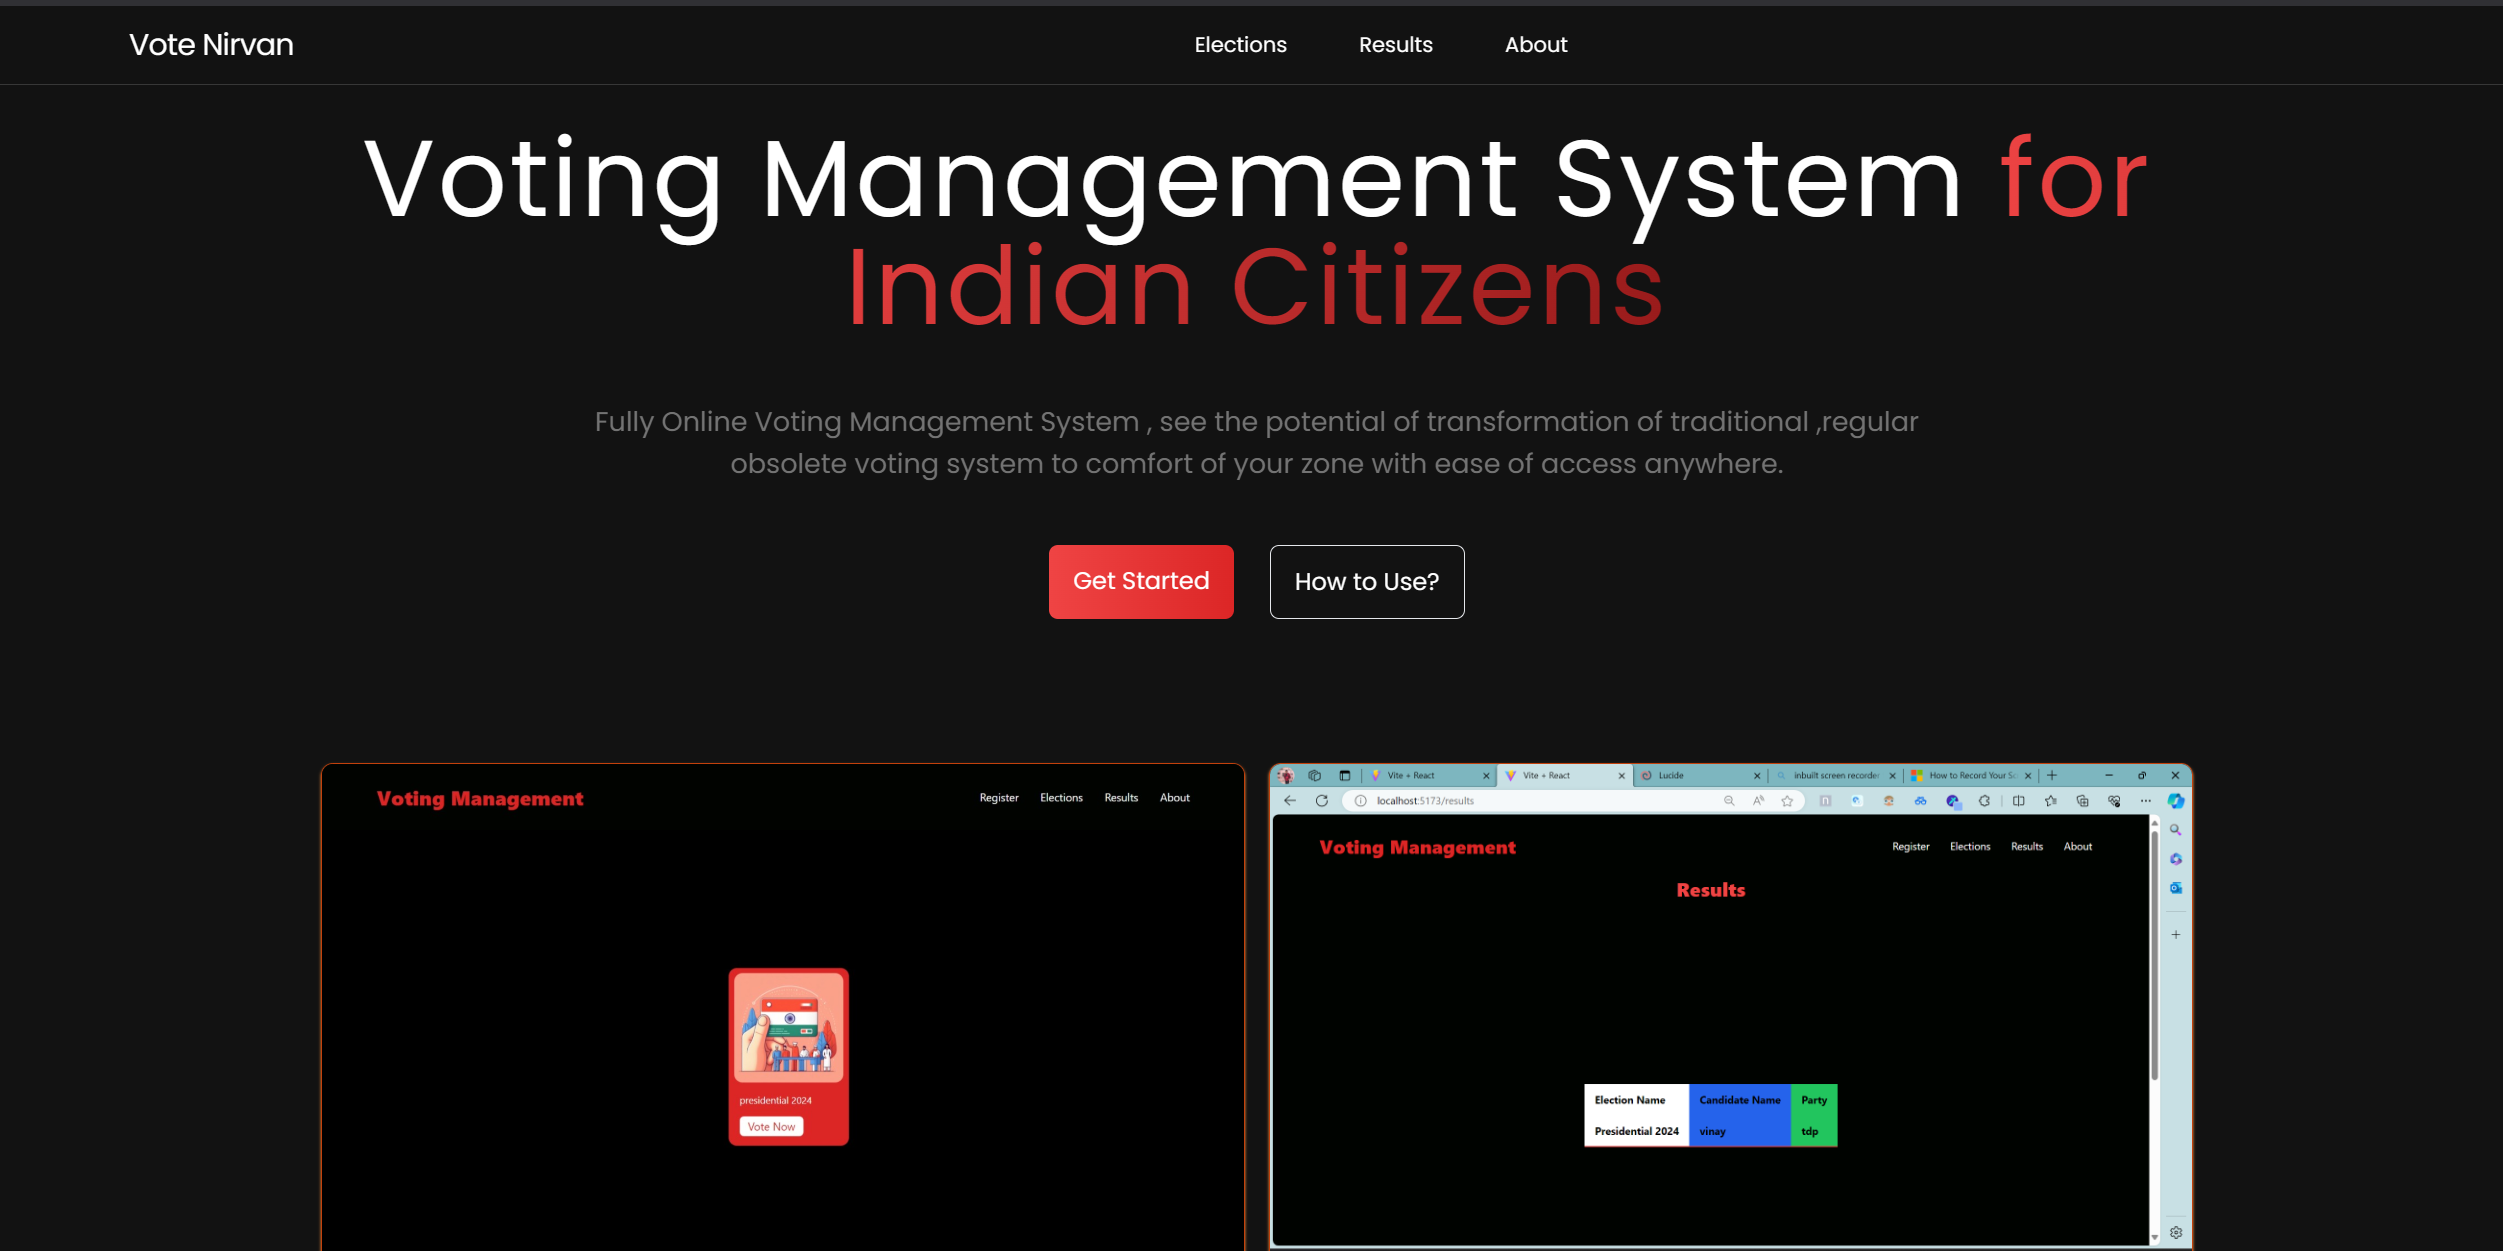 Vote Nirvan
Elections Results About
Voting Management System for
Indian Citizens
Fully Online Voting Management System , see the potential of transformation of traditional ,regular
obsolete voting system to comfort of your zone with ease of access anywhere.
Get Started How to Use?
Voting Management
Register Elections Results About
presidential 2024
Vote Now
Vite + React Vite + React Lucide inbuilt screen recorder How to Record Your Sc
localhost:5173/results
Voting Management
Register Elections Results About
Results
Election Name Candidate Name Party
Presidential 2024 vinay tdp